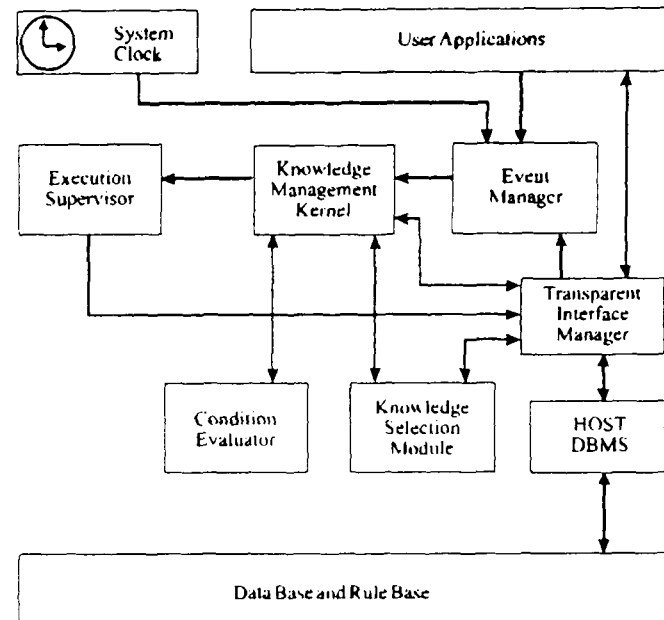 System
Clock
User Applications
Execution
Supervisor
Knowledge
Management
Kernel
Event
Manager
Transparent
Interface
Manager
Condition
Evaluator
Knowledge
Selection
Module
HOST
DBMS
Data Base and Rule Base